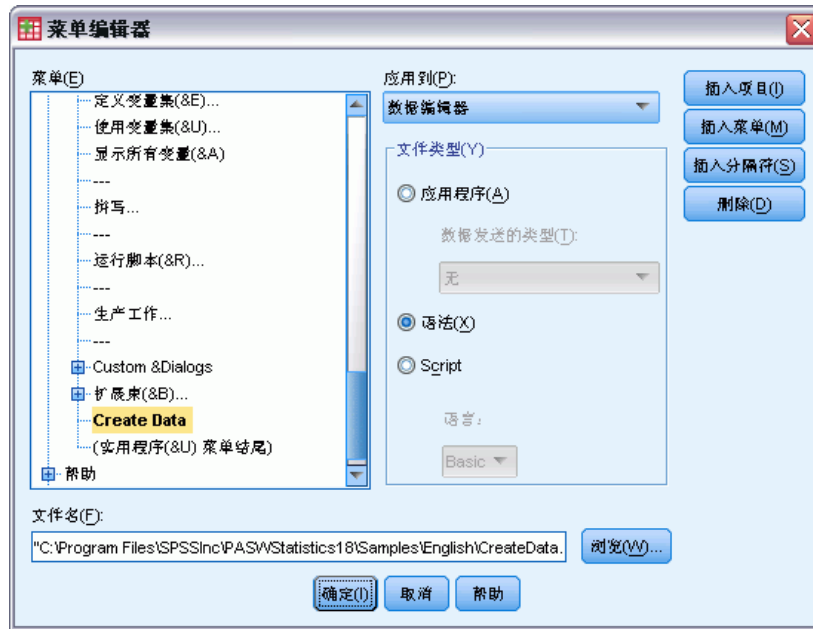 菜单编辑器
菜单(E)
定义变量集(&E)...
使用变量集(&U)...
显示所有变量(&A)
---
拼写...
---
运行脚本(&R)...
---
生产工作...
---
Custom &Dialogs
扩展束(&B)...
Create Data
(实用程序(&U) 菜单结尾)
帮助
应用到(P):
数据编辑器
文件类型(Y)
应用程序(A)
数据发送的类型(T):
无
语法(X)
Script
语言:
Basic
插入项目(I)
插入菜单(M)
插入分隔符(S)
删除(D)
文件名(F):
"C:\Program Files\SPSSInc\PASWStatistics18\Samples\English\CreateData.
浏览(W)...
确定(I)
取消
帮助